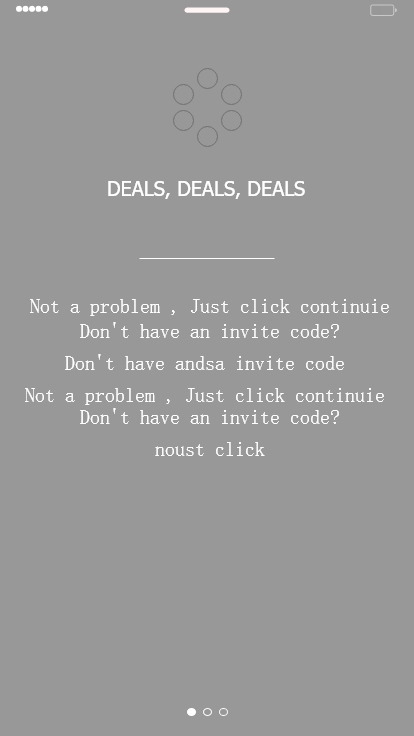 DEALS, DEALS, DEALS
Not a problem , Just click continuie
Don't have an invite code?
Don't have andsa invite code
Not a problem , Just click continuie
Don't have an invite code?
noust click